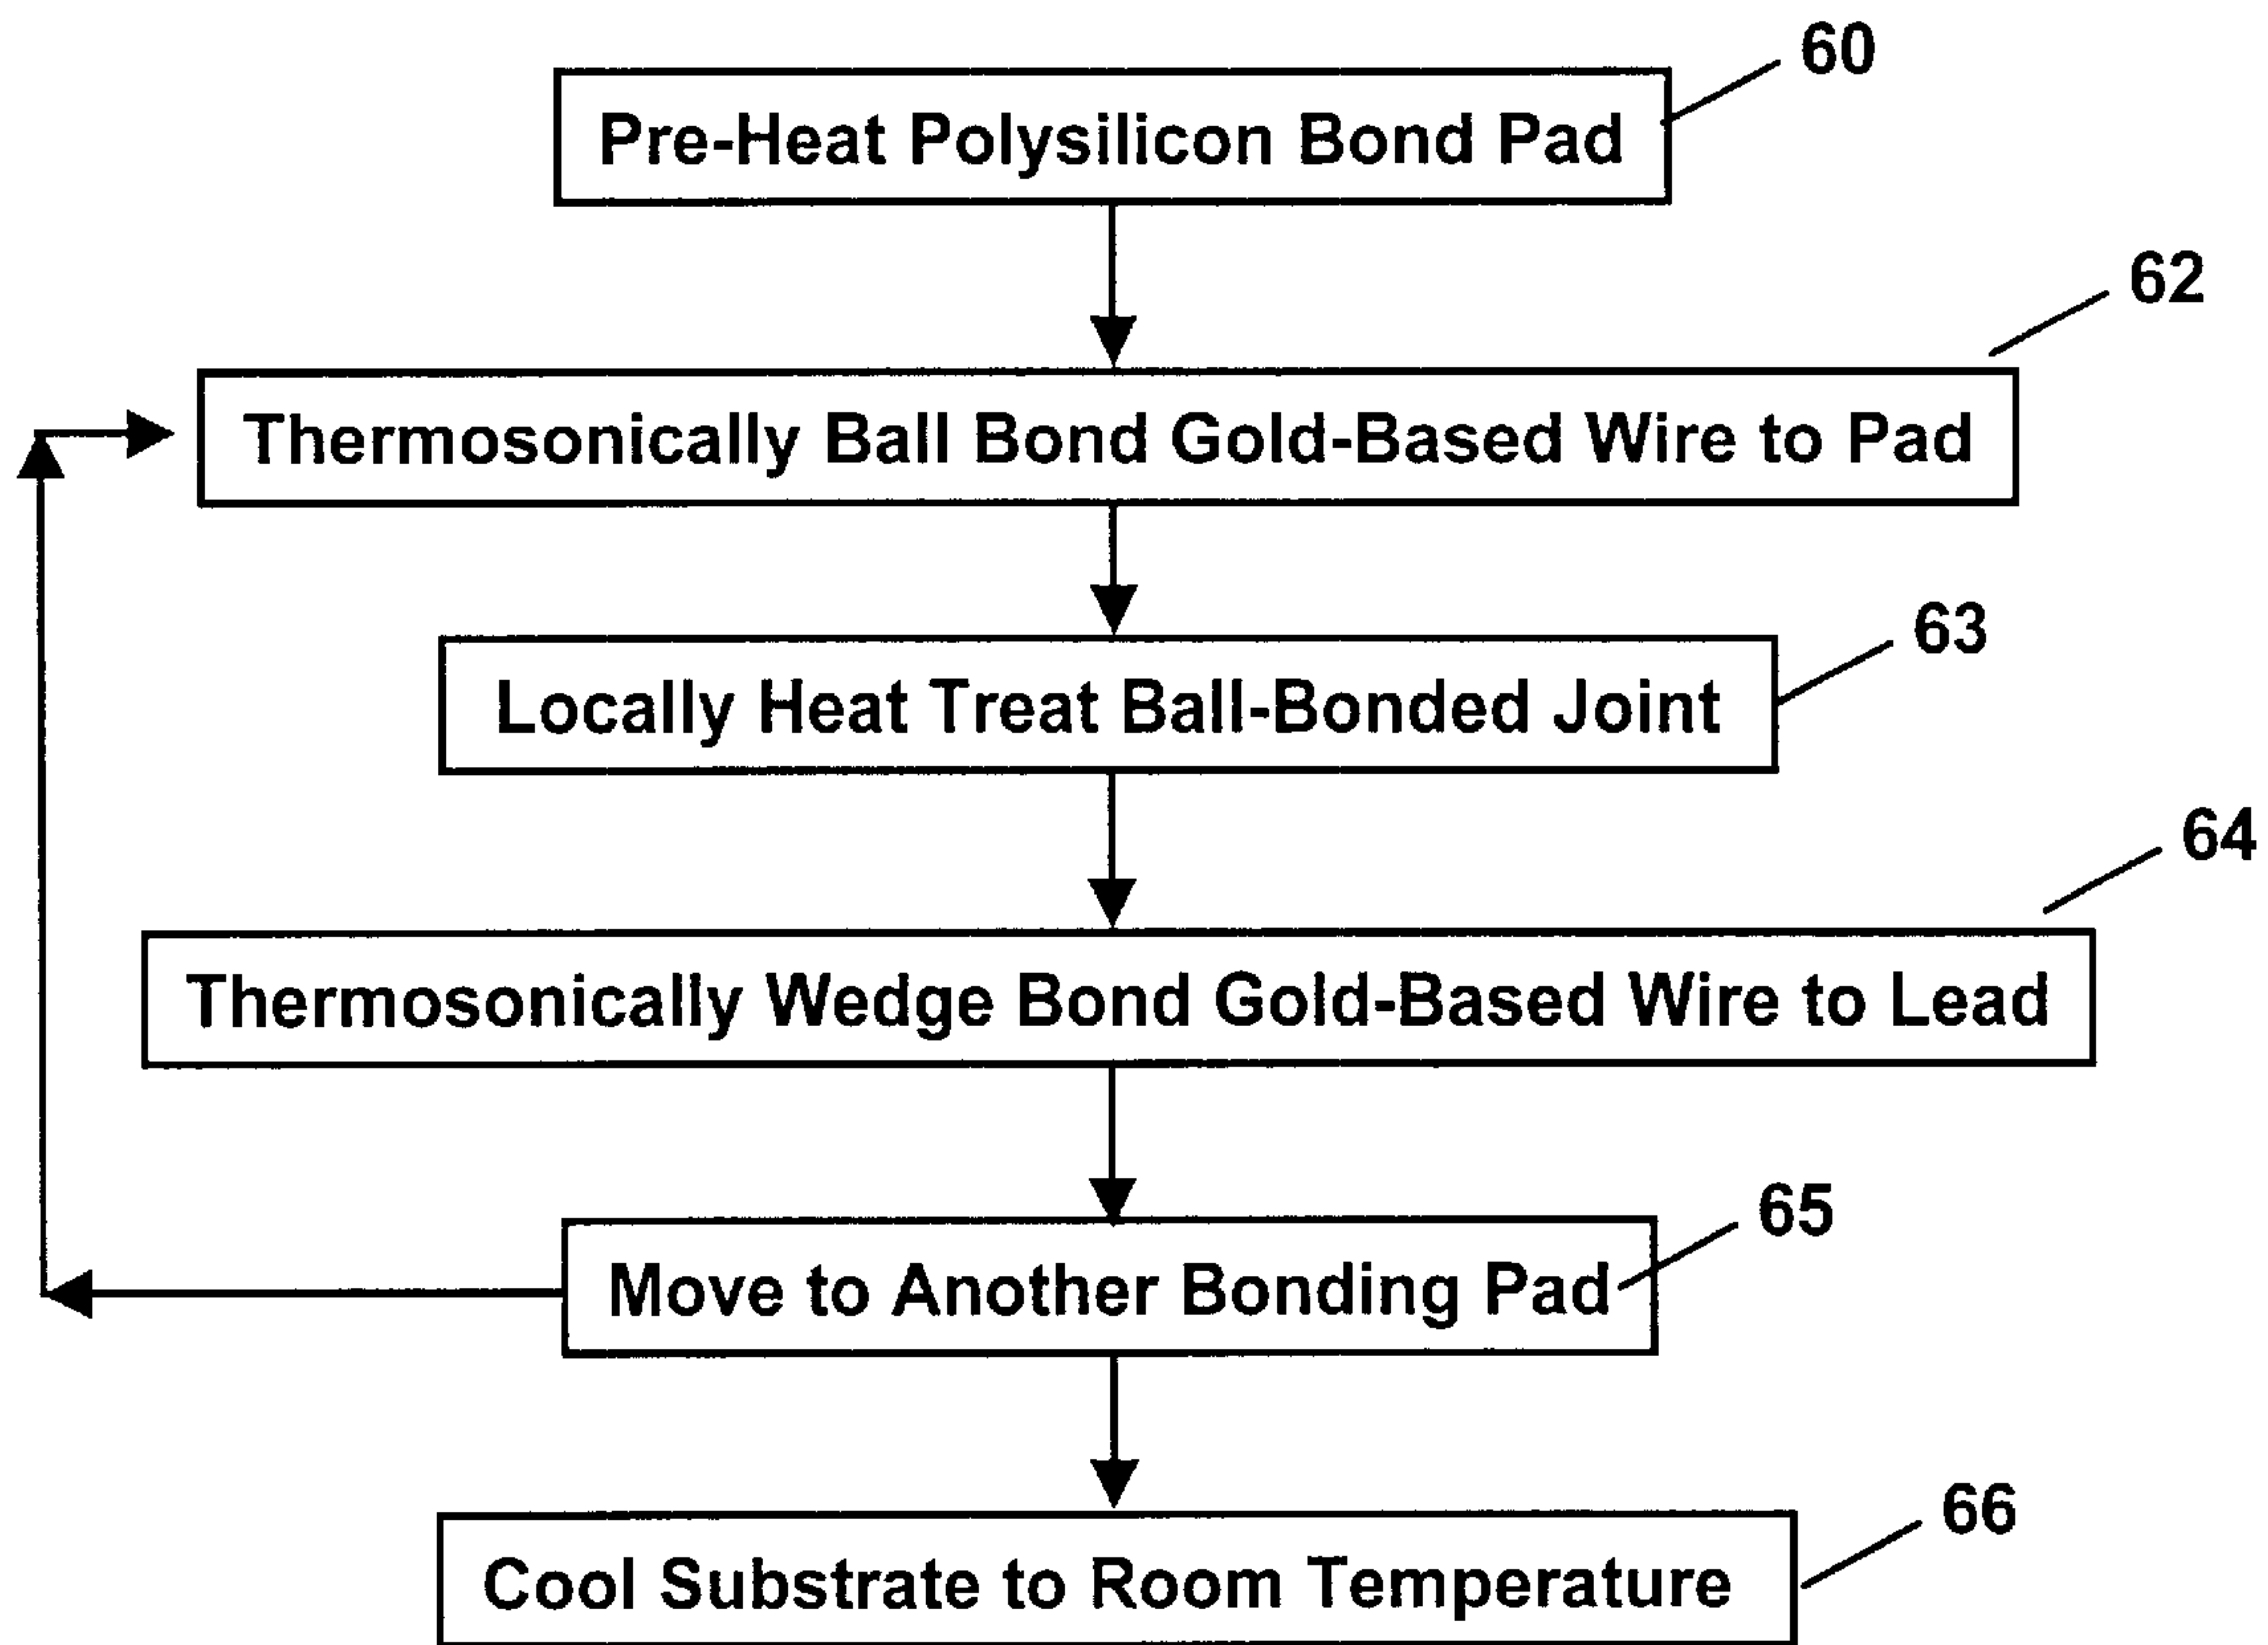 60
Pre-Heat Polysilicon Bond Pad
62
Thermosonically Ball Bond Gold-Based Wire to Pad
63
Locally Heat Treat Ball-Bonded Joint
64
Thermosonically Wedge Bond Gold-Based Wire to Lead
65
Move to Another Bonding Pad
66
Cool Substrate to Room Temperature